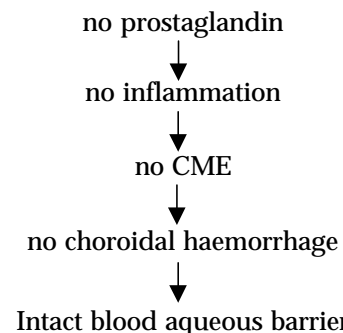 no prostaglandin
no inflammation
no CME
no choroidal haemorrhage
Intact blood aqueous barrier